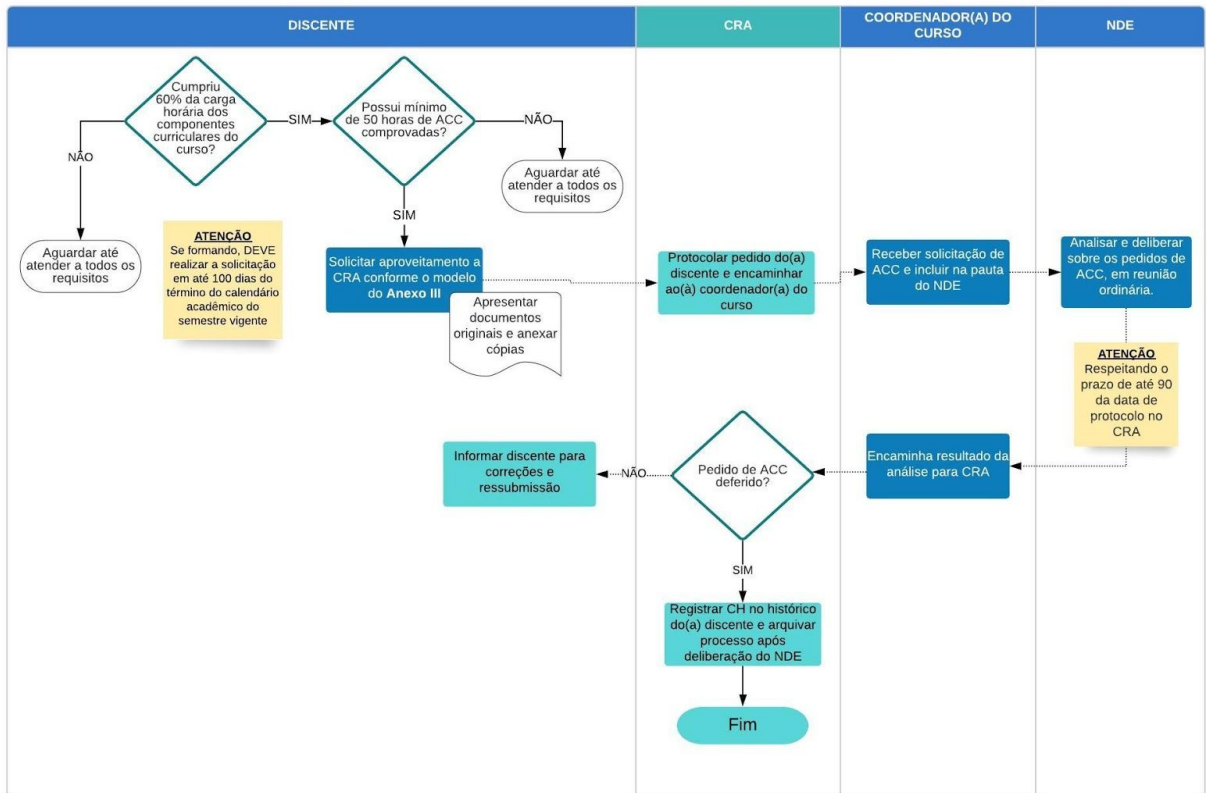 DISCENTE
CRA
COORDENADOR(A) DO
CURSO
NDE
Cumpriu
60% da carga
horária dos
componentes
curriculares do
curso?
SIM
Possui mínimo
de 50 horas de ACC
comprovadas?
NÃO
NÃO
Aguardar até
atender a todos os
requisitos
Aguardar até
atender a todos os
requisitos
SIM
ATENÇÃO
Se formando, DEVE
realizar a solicitação
em até 100 dias do
término do calendário
acadêmico do
semestre vigente
Solicitar aproveitamento a
CRA conforme o modelo
do Anexo III
Apresentar
documentos
originais e anexar
cópias
Protocolar pedido do(a)
discente e encaminhar
ao(à) coordenador(a) do
curso
Receber solicitação de
ACC e incluir na pauta
do NDE
Analisar e deliberar
sobre os pedidos de
ACC, em reunião
ordinária.
ATENÇÃO
Respeitando o
prazo de até 90
da data de
protocolo no
CRA
Encaminha resultado da
análise para CRA
Pedido de ACC
deferido?
NÃO
Informar discente para
correções e
ressubmissão
SIM
Registrar CH no histórico
do(a) discente e arquivar
processo após
deliberação do NDE
Fim